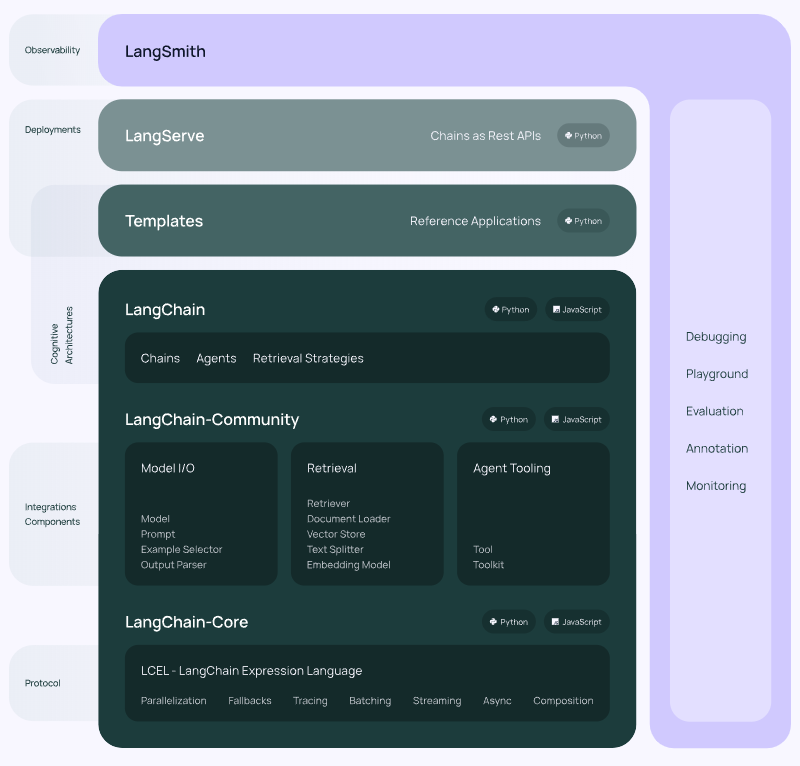 Observability
LangSmith
Deployments
LangServe
Chains as Rest APIs
Python
Templates
Reference Applications
Python
Cognitive
Architectures
LangChain
Python
JavaScript
Chains Agents Retrieval Strategies
LangChain-Community
Python
JavaScript
Integrations
Components
Model I/O
Model
Prompt
Example Selector
Output Parser
Retrieval
Retriever
Document Loader
Vector Store
Text Splitter
Embedding Model
Agent Tooling
Tool
Toolkit
LangChain-Core
Python
JavaScript
Protocol
LCEL - LangChain Expression Language
Parallelization Fallbacks Tracing Batching Streaming Async Composition
Debugging
Playground
Evaluation
Annotation
Monitoring